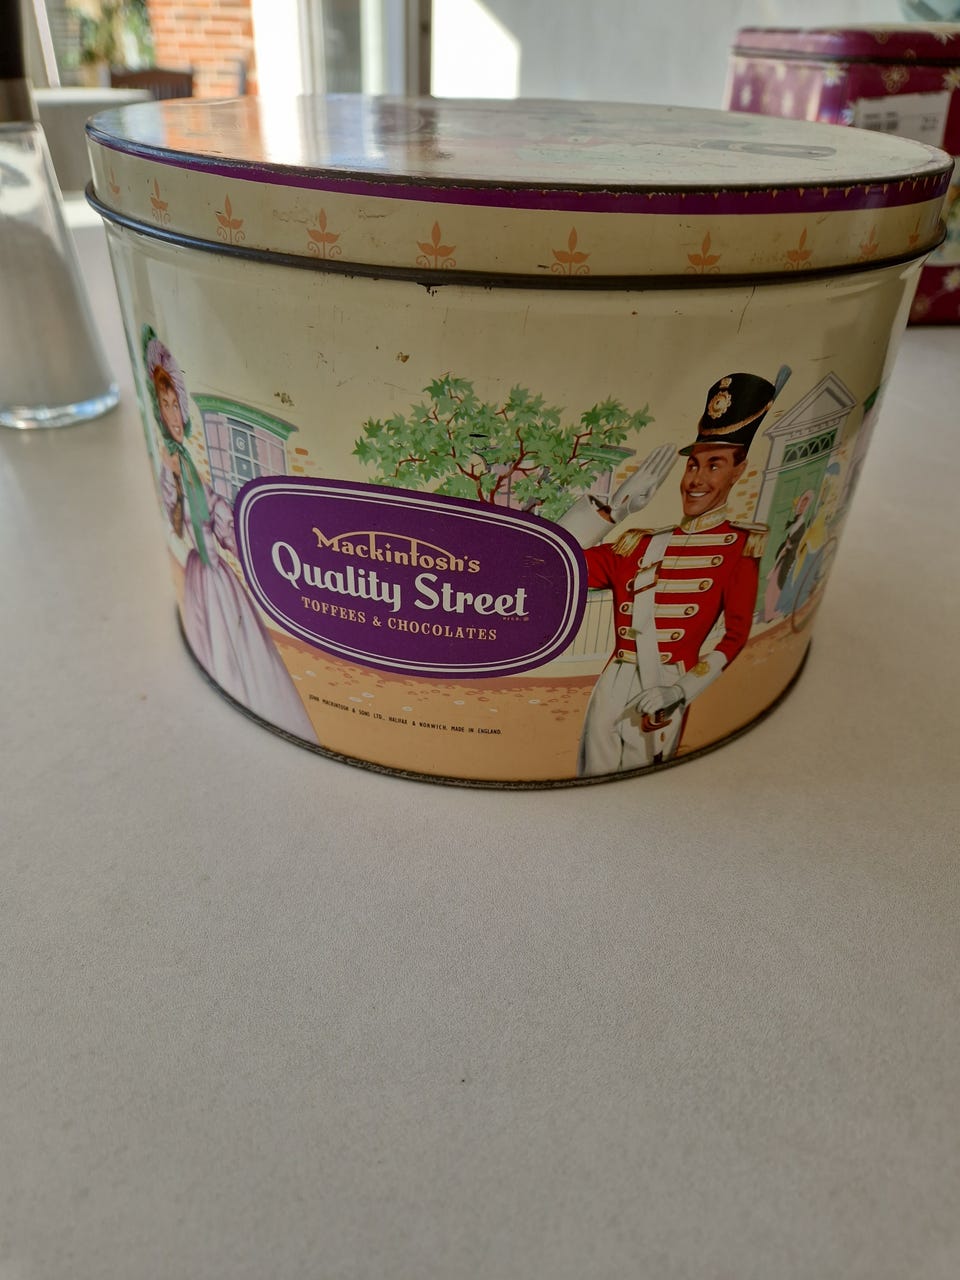 Mackintosh's
Quality Street
TOFFEES & CHOCOLATES
JOHN MACKINTOSH & SONS LTD., HALIFAX & NORWICH. MADE IN ENGLAND.